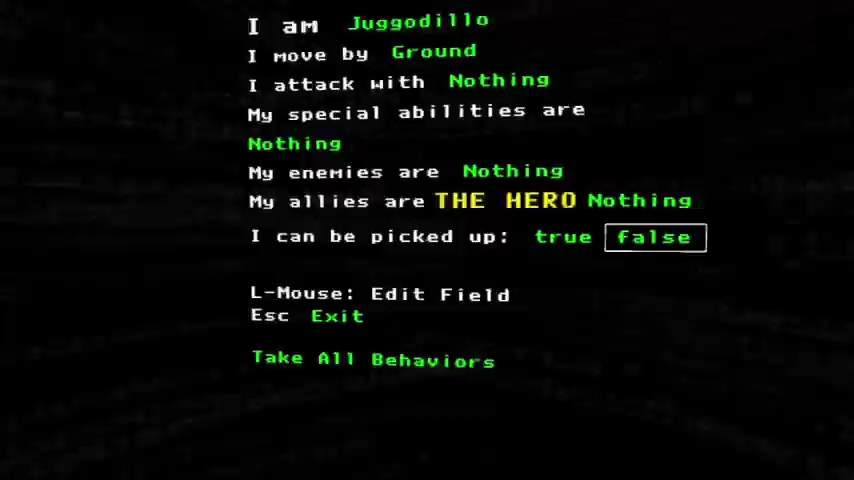 I am Juggodillo
I move by Ground
I attack with Nothing
My special abilities are
Nothing
My enemies are Nothing
My allies are THE HERO Nothing
I can be picked up: true false
L-Mouse: Edit Field
Esc Exit
Take All Behaviors